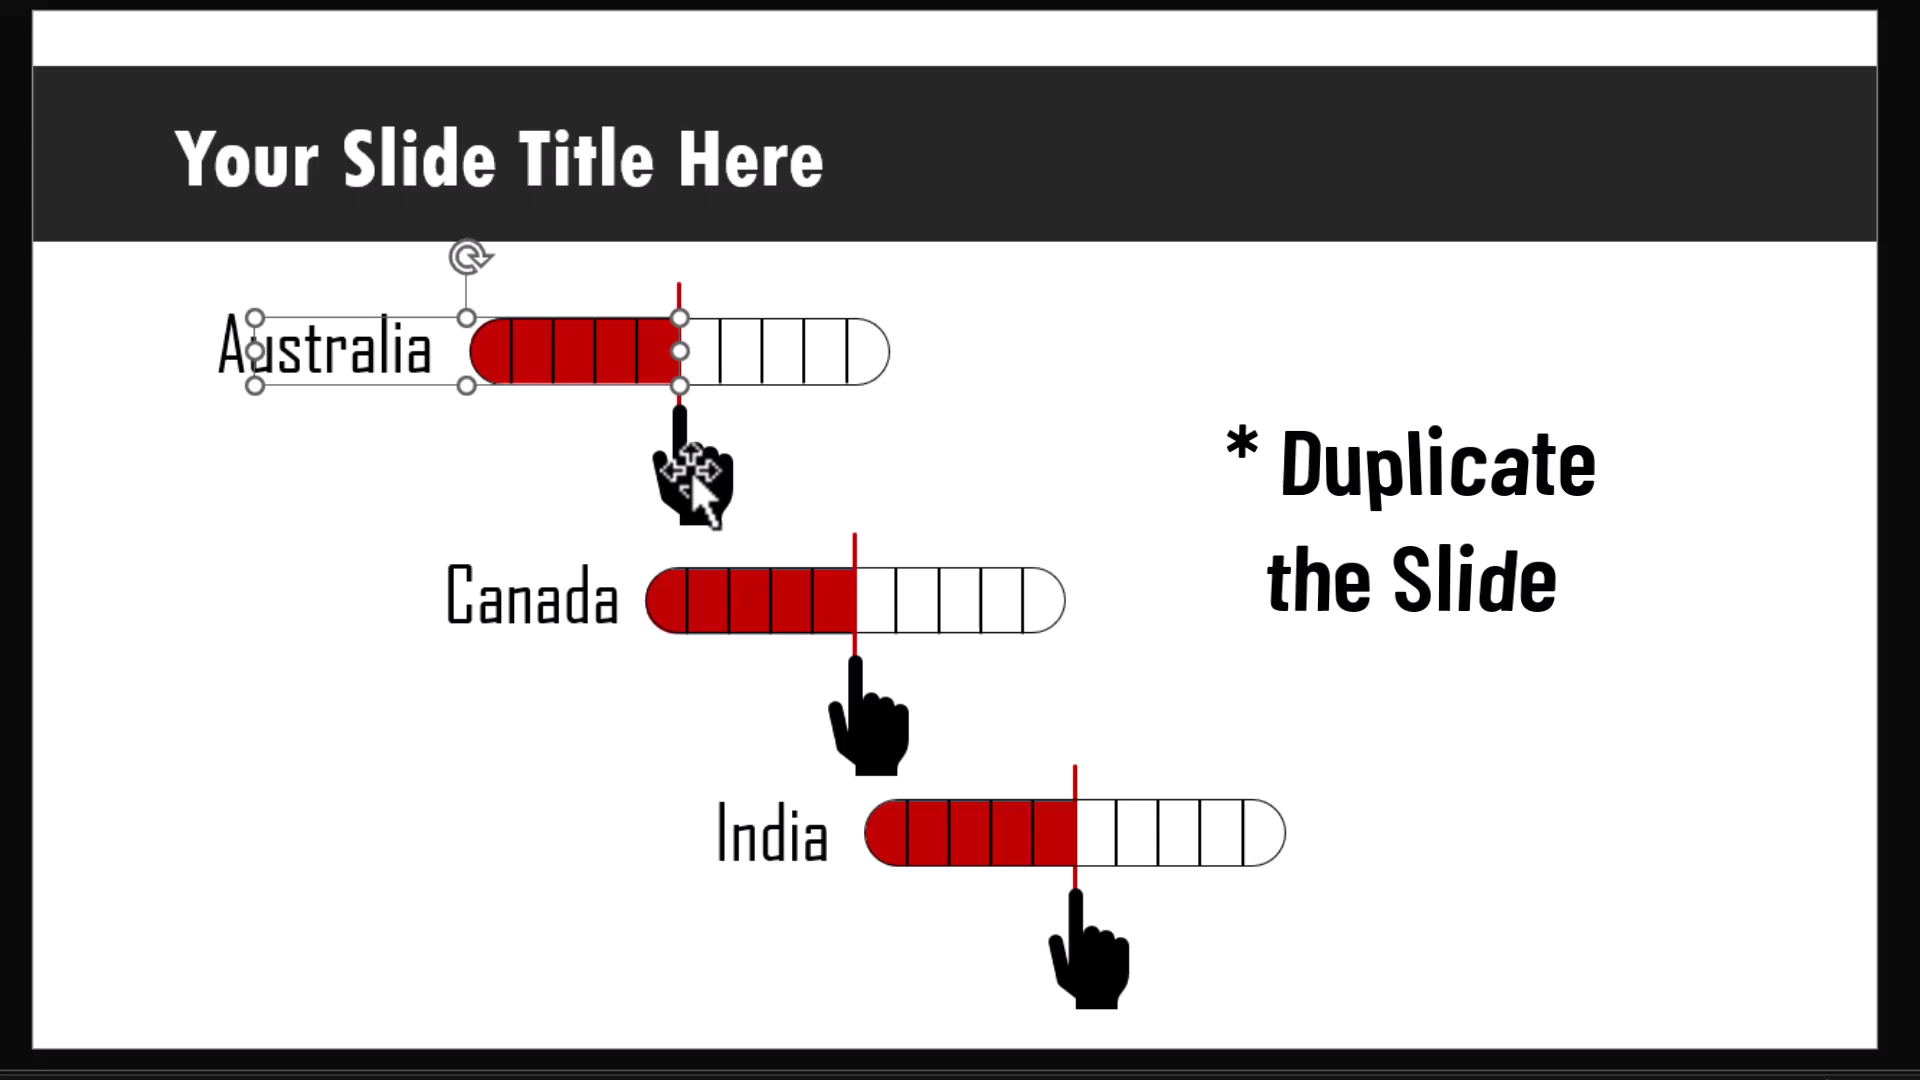 Your Slide Title Here
Australia
* Duplicate
the Slide
Canada
India